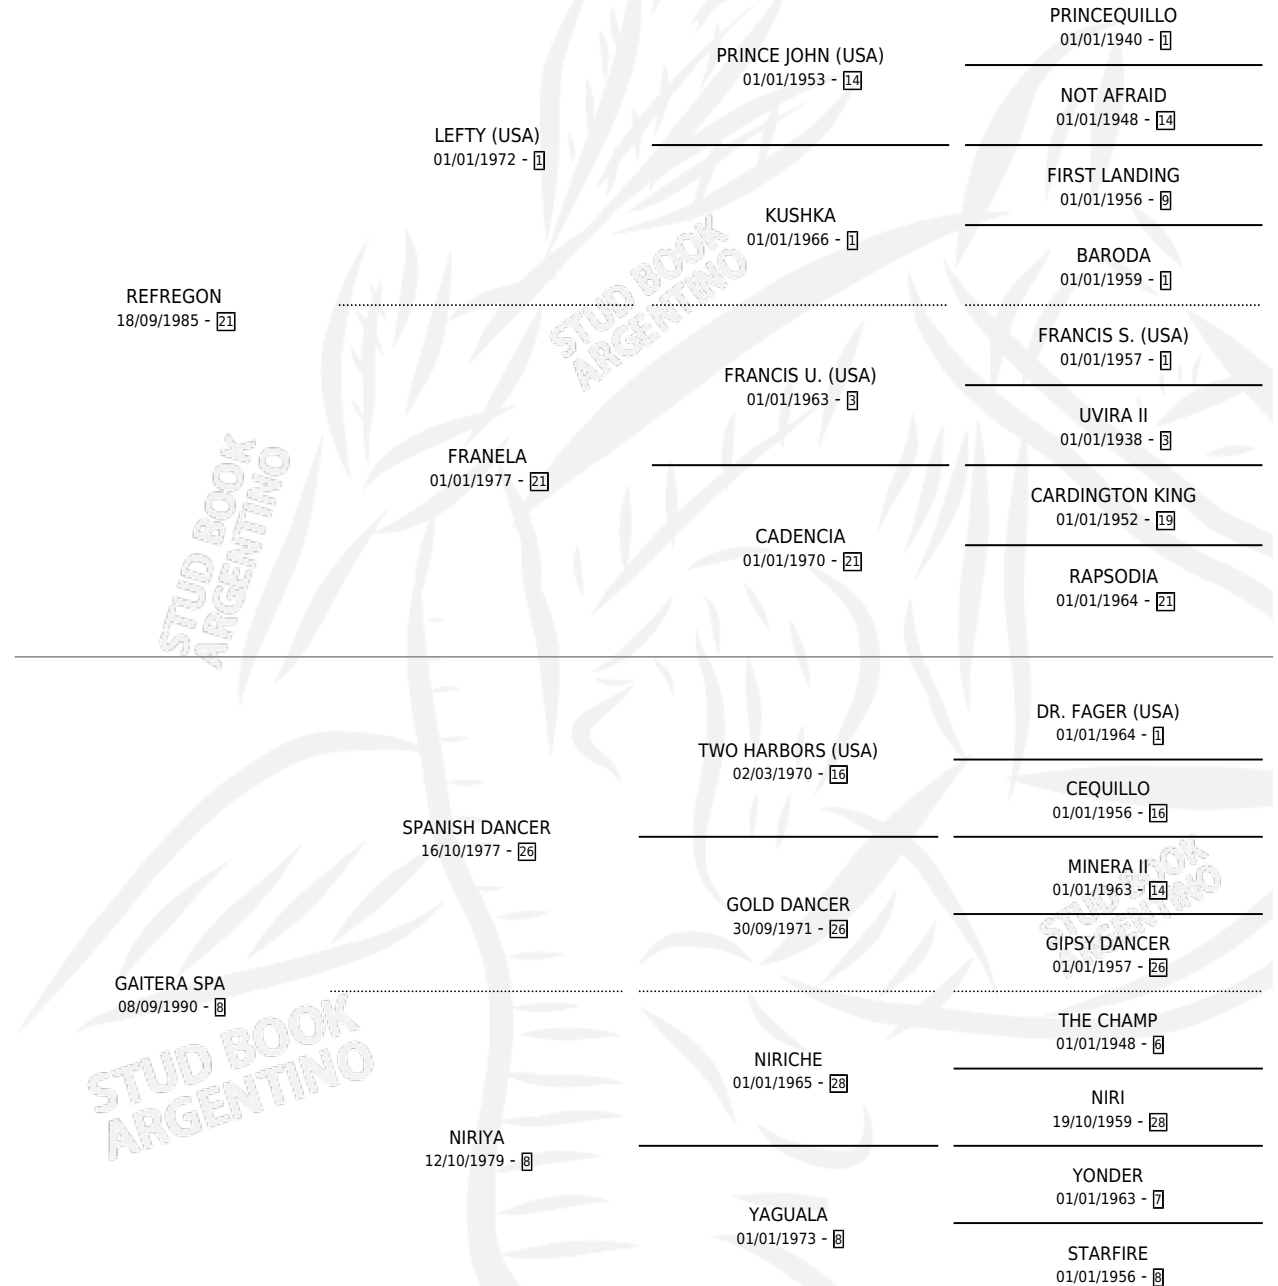 PRINCEQUILLO
01/01/1940 - 1
PRINCE JOHN (USA)
01/01/1953 - 14
NOT AFRAID
01/01/1948 - 14
LEFTY (USA)
01/01/1972 - 1
FIRST LANDING
01/01/1956 - 9
KUSHKA
01/01/1966 - 1
BARODA
01/01/1959 - 1
REFREGON
18/09/1985 - 21
FRANCIS S. (USA)
01/01/1957 - 1
FRANCIS U. (USA)
01/01/1963 - 3
UVIRA II
01/01/1938 - 3
FRANELA
01/01/1977 - 21
CARDINGTON KING
01/01/1952 - 19
CADENCIA
01/01/1970 - 21
RAPSODIA
01/01/1964 - 21
DR. FAGER (USA)
01/01/1964 - 1
TWO HARBORS (USA)
02/03/1970 - 16
CEQUILLO
01/01/1956 - 16
SPANISH DANCER
16/10/1977 - 26
MINERA II
01/01/1963 - 14
GOLD DANCER
30/09/1971 - 26
GIPSY DANCER
01/01/1957 - 26
GAITERA SPA
08/09/1990 - 8
THE CHAMP
01/01/1948 - 6
NIRICHE
01/01/1965 - 28
NIRI
19/10/1959 - 28
NIRIYA
12/10/1979 - 8
YONDER
01/01/1963 - 7
YAGUALA
01/01/1973 - 8
STARFIRE
01/01/1956 - 8
STUD BOOK
ARGENTINO
STUD BOOK
ARGENTINO
STUD BOOK
ARGENTINO
STUD BOOK
ARGENTINO